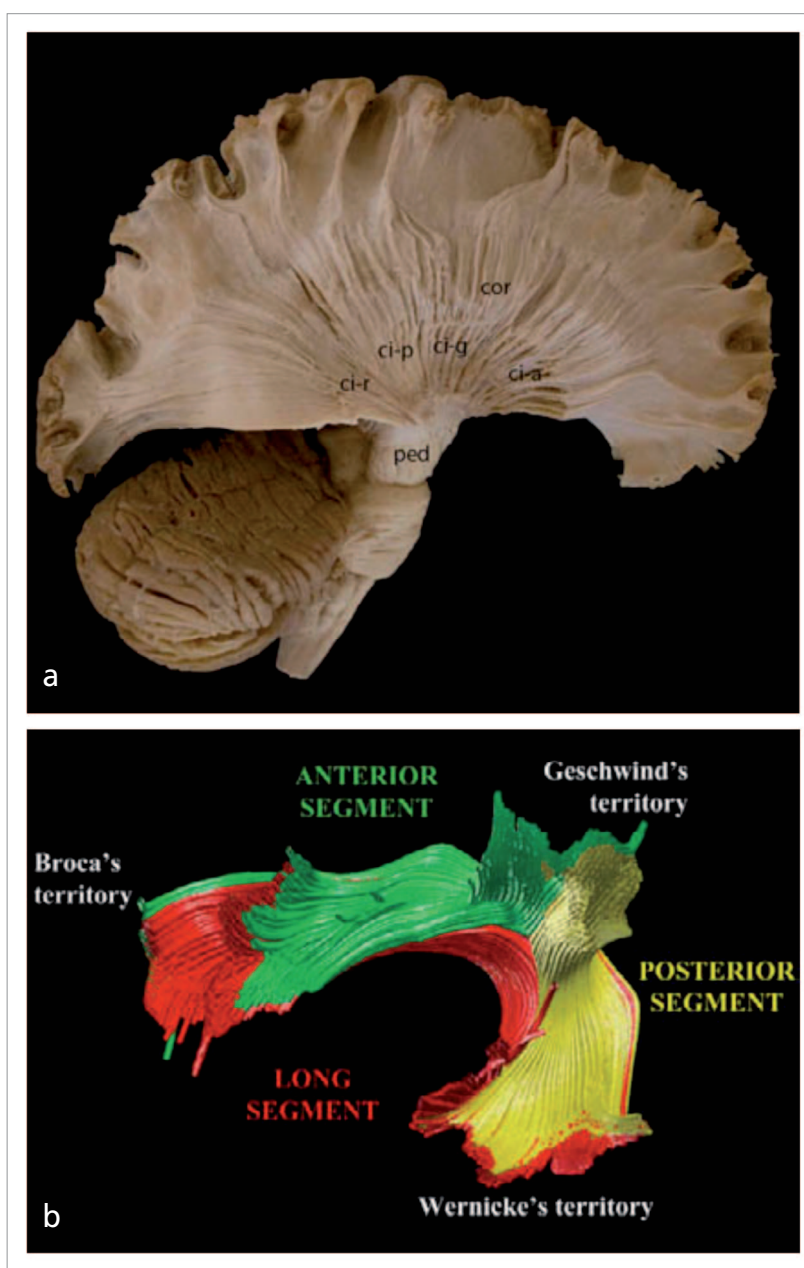 cor
ci-p
ci-g
ci-r
ci-a
ped
a
ANTERIOR
SEGMENT
Geschwind's
territory
Broca's
territory
POSTERIOR
SEGMENT
LONG
SEGMENT
Wernicke's territory
b